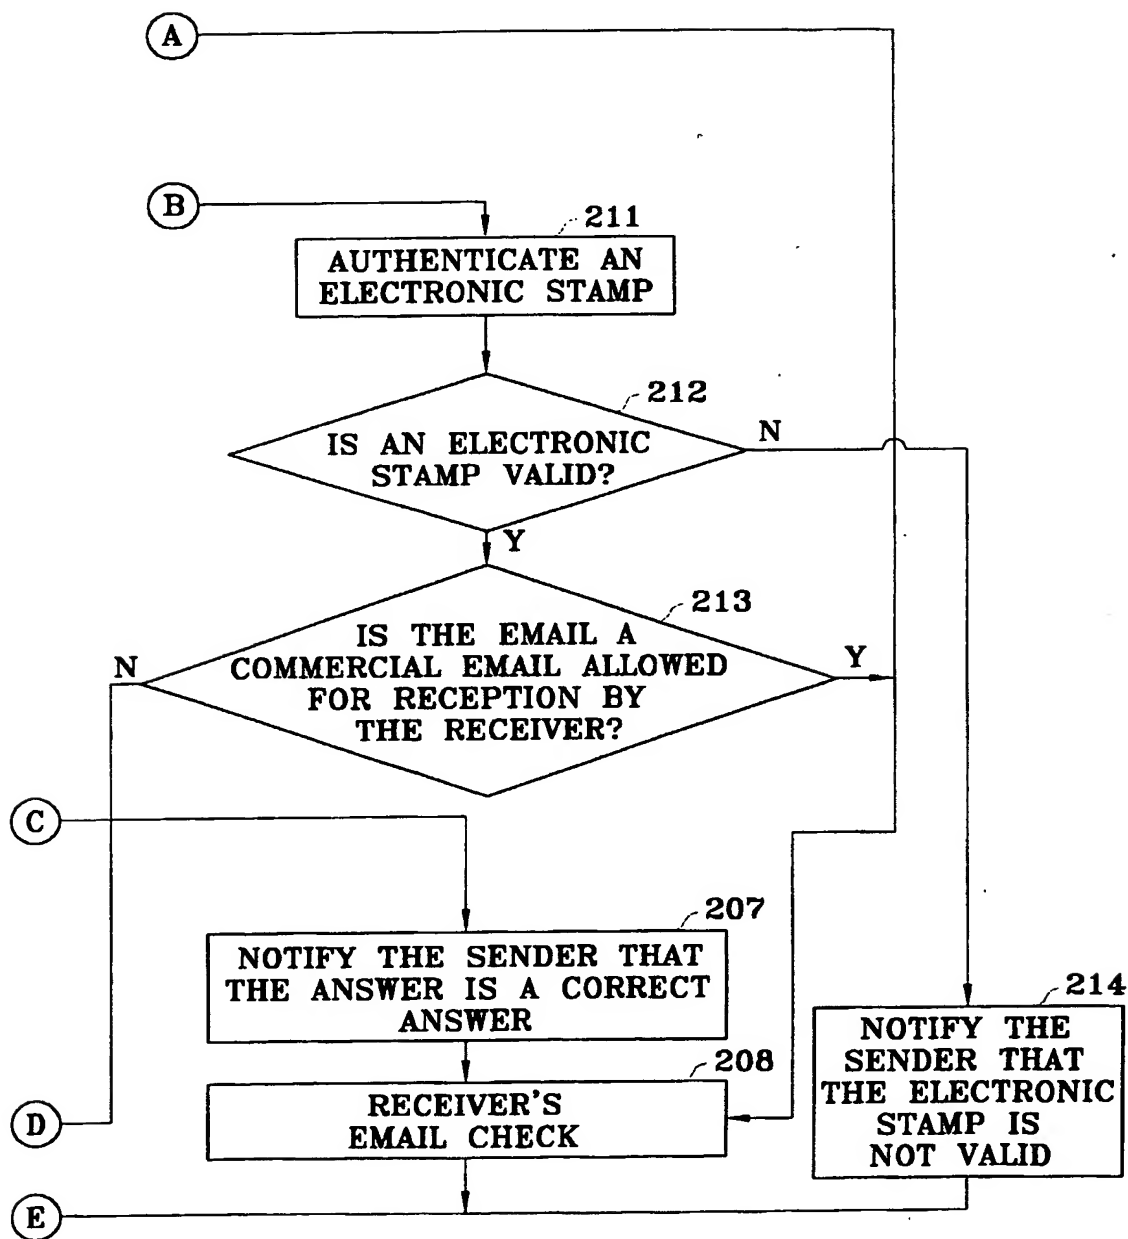 A
B
211
AUTHENTICATE AN
ELECTRONIC STAMP
212
IS AN ELECTRONIC
STAMP VALID?
N
Y
213
IS THE EMAIL A
COMMERCIAL EMAIL ALLOWED
FOR RECEPTION BY
THE RECEIVER?
N
Y
C
207
NOTIFY THE SENDER THAT
THE ANSWER IS A CORRECT
ANSWER
208
RECEIVER'S
EMAIL CHECK
214
NOTIFY THE
SENDER THAT
THE ELECTRONIC
STAMP IS
NOT VALID
D
E